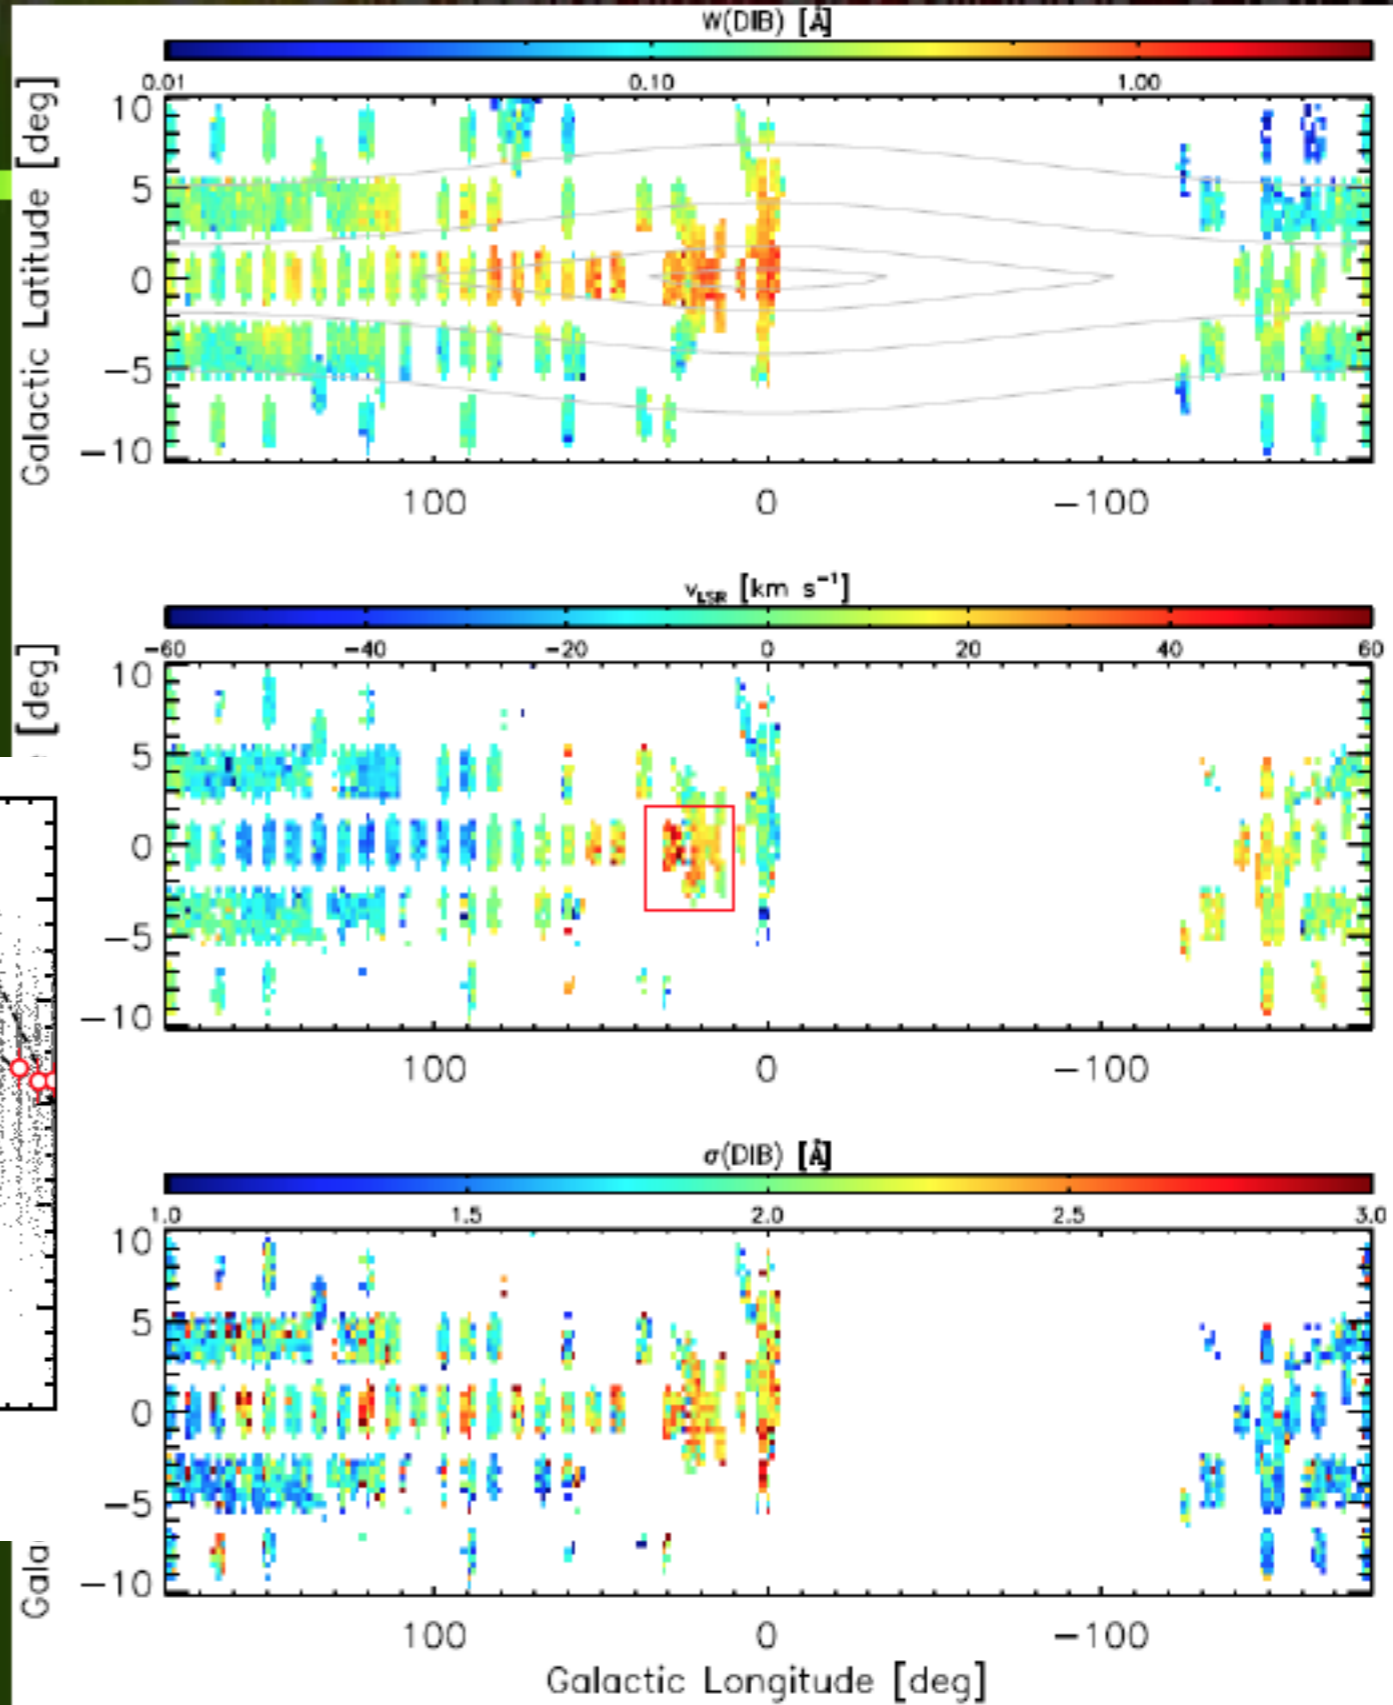 W(DIB) [Å]
0.01 0.10 1.00
Galactic Latitude [deg]
10
5
0
−5
−10
100 0 −100
v_LSR [km s⁻¹]
−60 −40 −20 0 20 40 60
[deg]
10
5
0
−5
−10
100 0 −100
σ(DIB) [Å]
1.0 1.5 2.0 2.5 3.0
Gala
10
5
0
−5
−10
100 0 −100
Galactic Longitude [deg]